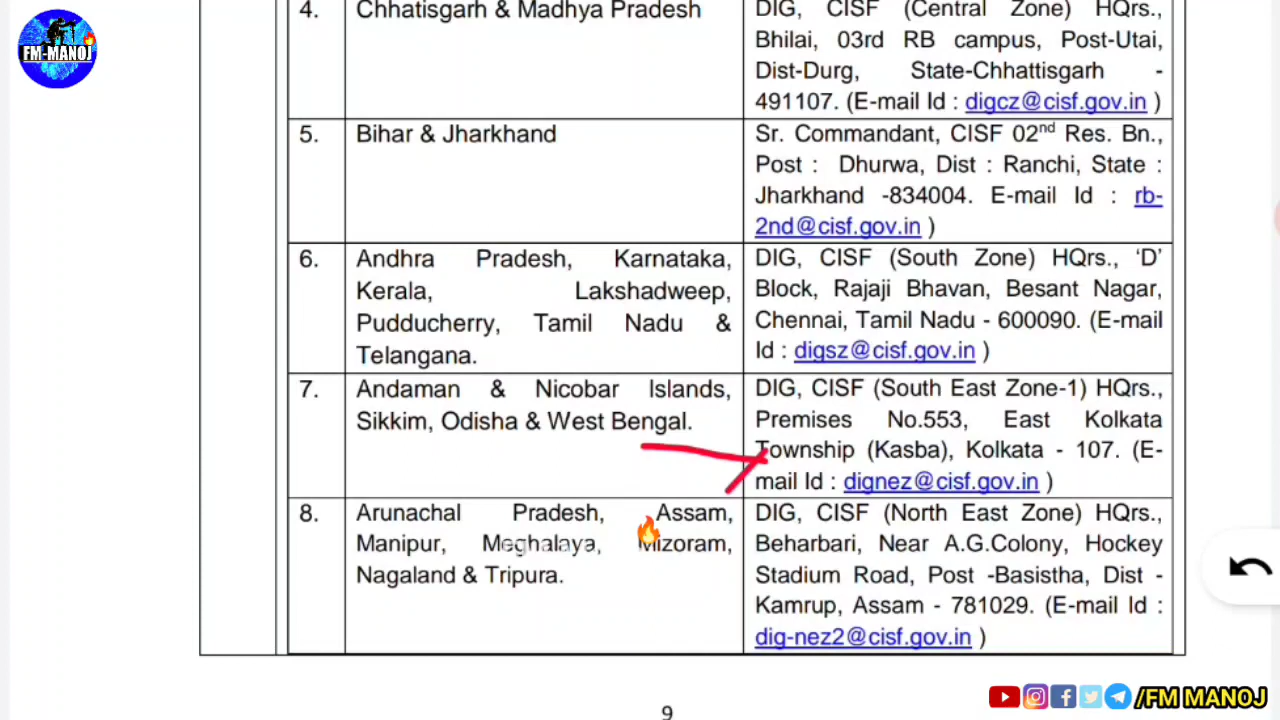 FM-MANOJ
4. Chhatisgarh & Madhya Pradesh
DIG, CISF (Central Zone) HQrs.,
Bhilai, 03rd RB campus, Post-Utai,
Dist-Durg, State-Chhattisgarh -
491107. (E-mail Id : digcz@cisf.gov.in )
5. Bihar & Jharkhand
Sr. Commandant, CISF 02nd Res. Bn.,
Post : Dhurwa, Dist : Ranchi, State :
Jharkhand -834004. E-mail Id : rb-
2nd@cisf.gov.in )
6. Andhra Pradesh, Karnataka,
Kerala, Lakshadweep,
Pudducherry, Tamil Nadu &
Telangana.
DIG, CISF (South Zone) HQrs., ‘D’
Block, Rajaji Bhavan, Besant Nagar,
Chennai, Tamil Nadu - 600090. (E-mail
Id : digsz@cisf.gov.in )
7. Andaman & Nicobar Islands,
Sikkim, Odisha & West Bengal.
DIG, CISF (South East Zone-1) HQrs.,
Premises No.553, East Kolkata
Township (Kasba), Kolkata - 107. (E-
mail Id : dignez@cisf.gov.in )
8. Arunachal Pradesh, Assam,
Manipur, Meghalaya, Mizoram,
Nagaland & Tripura.
DIG, CISF (North East Zone) HQrs.,
Beharbari, Near A.G.Colony, Hockey
Stadium Road, Post -Basistha, Dist -
Kamrup, Assam - 781029. (E-mail Id :
dig-nez2@cisf.gov.in )
9
/FM MANOJ